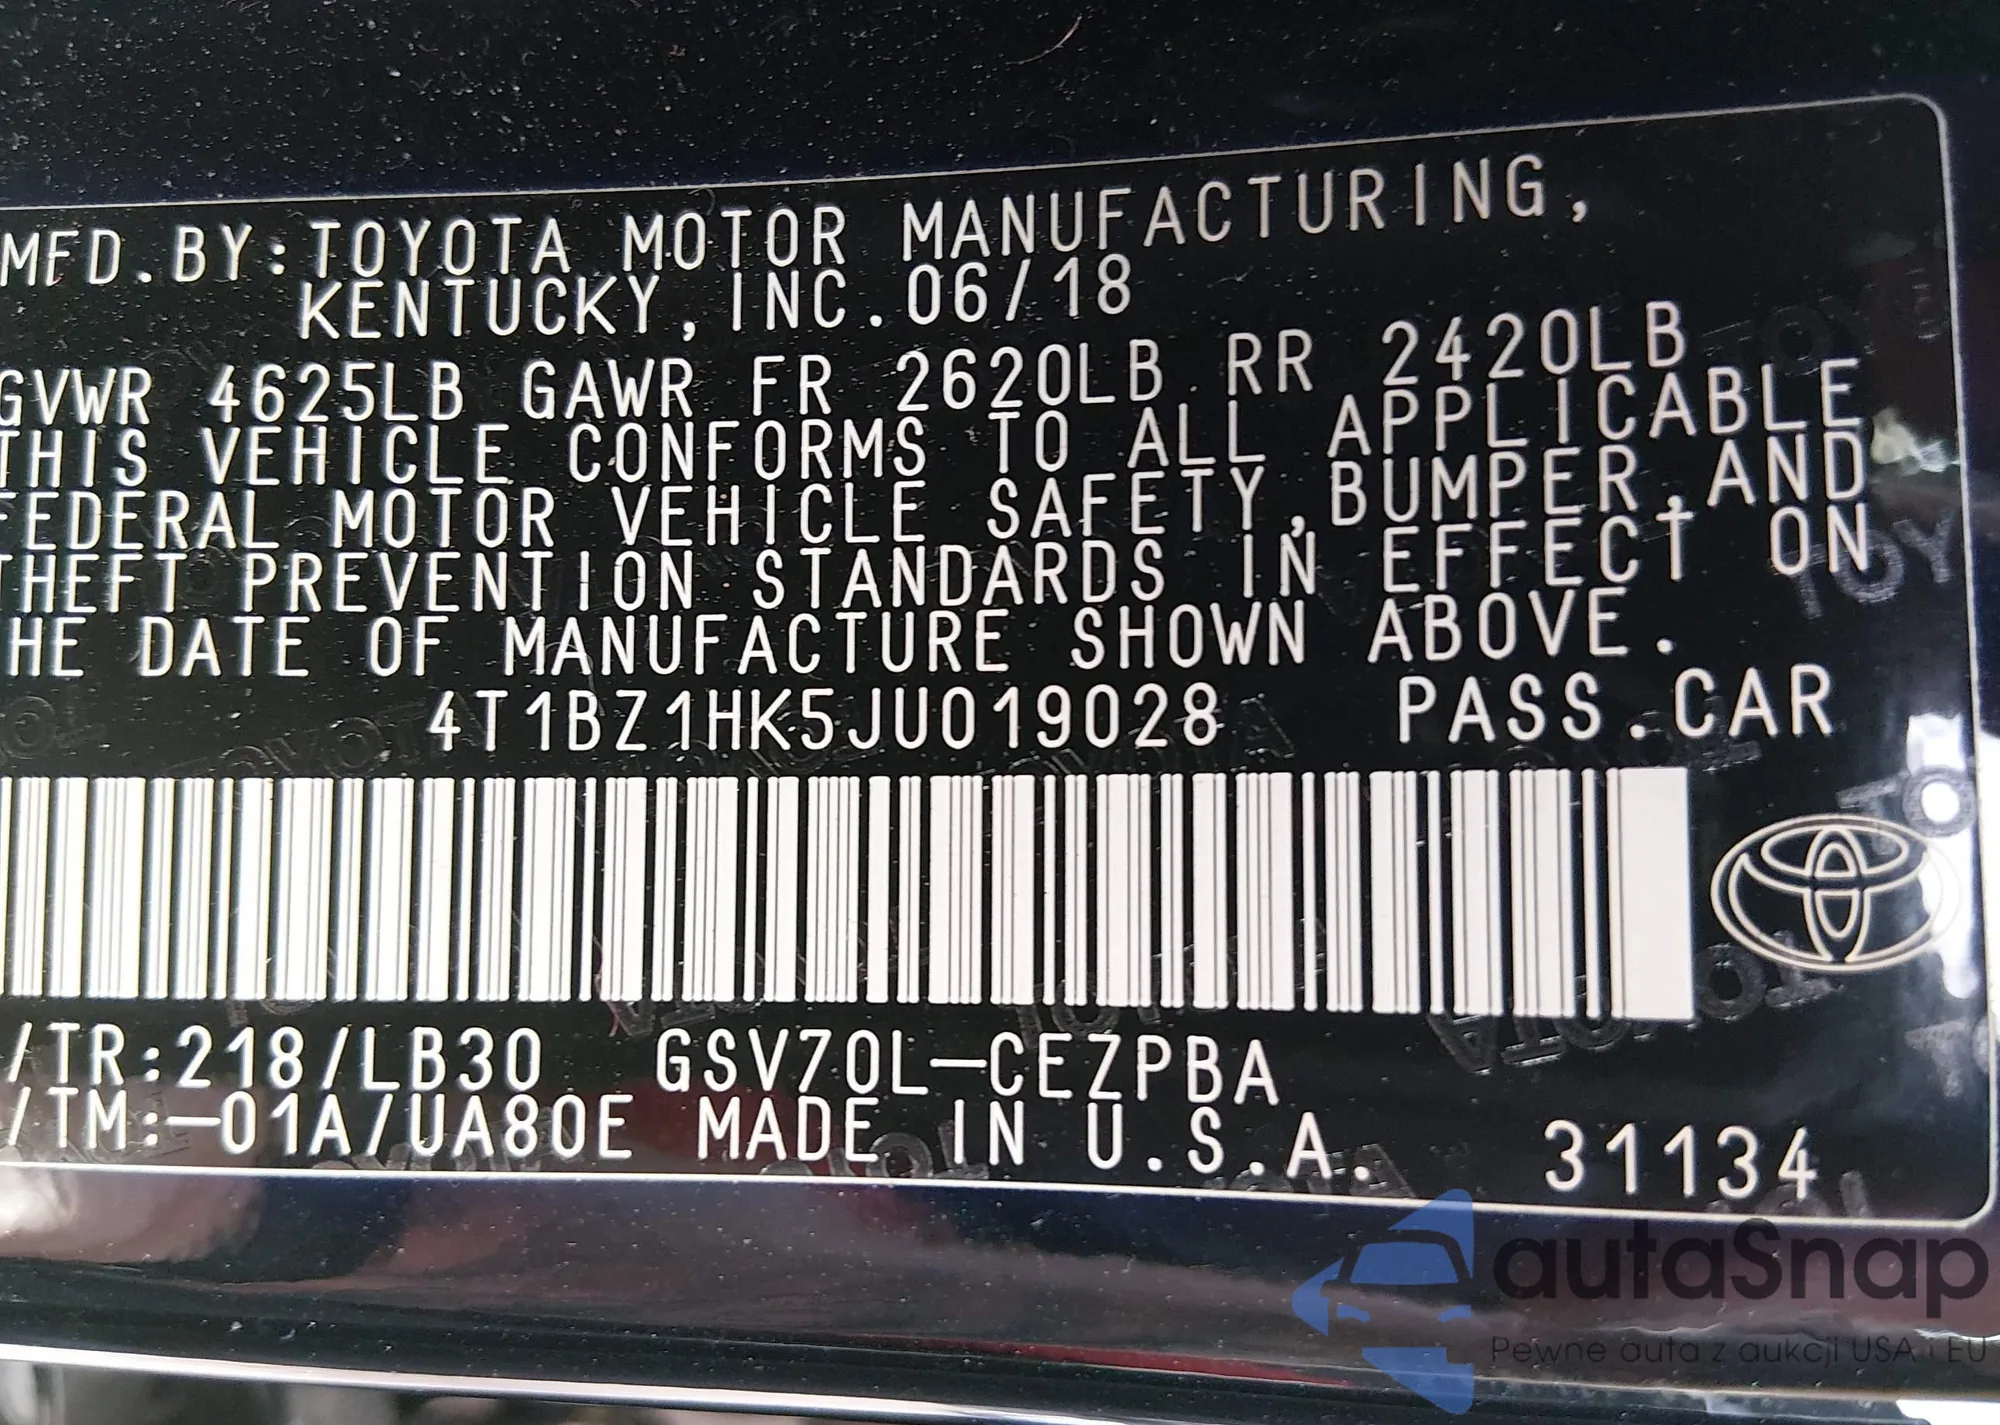 MFD.BY:TOYOTA MOTOR MANUFACTURING,
KENTUCKY, INC. 06/18
GVWR 4625LB GAWR FR 2620LB RR 2420LB
THIS VEHICLE CONFORMS TO ALL APPLICABLE
FEDERAL MOTOR VEHICLE SAFETY, BUMPER, AND
THEFT PREVENTION STANDARDS IN EFFECT ON
HE DATE OF MANUFACTURE SHOWN ABOVE.
4T1BZ1HK5JU019028 PASS.CAR
/TR:218/LB30 GSV70L-CEZPBA
/TM:-01A/UA80E MADE IN U.S.A. 31134
autaSnap
Pewne auta z aukcji USA i EU